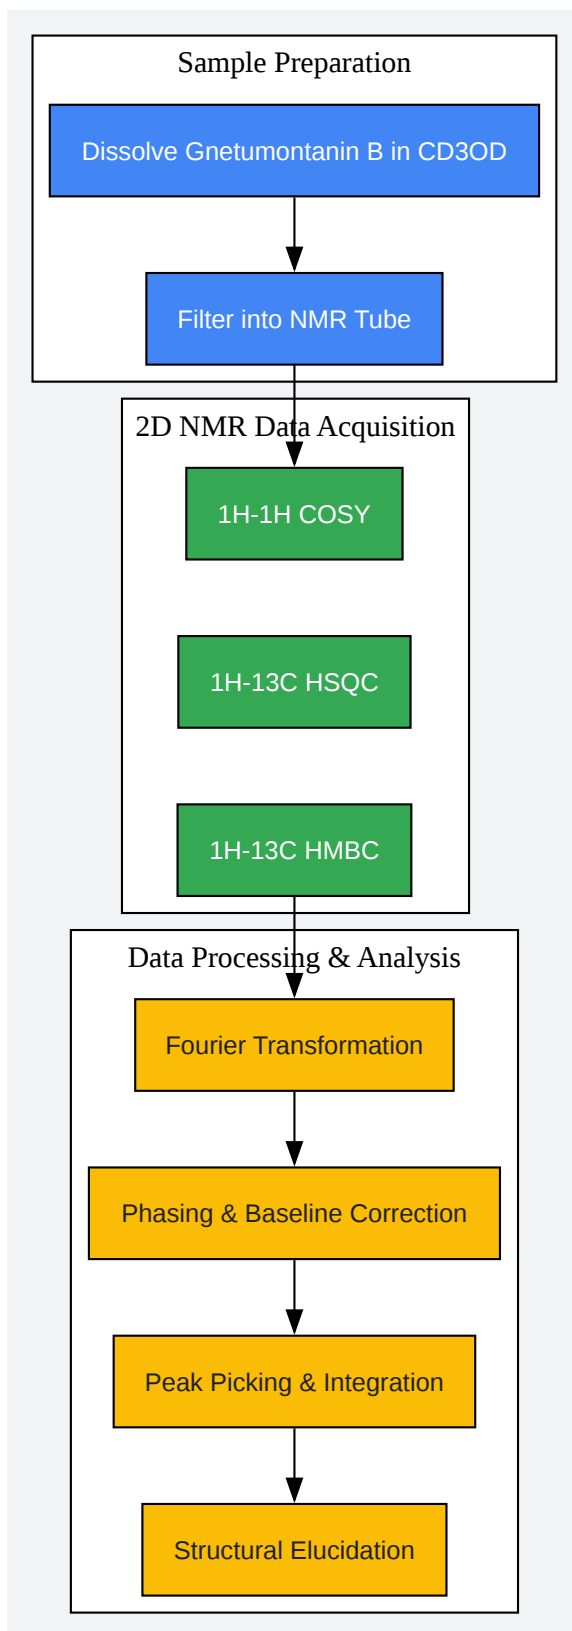 Sample Preparation
Dissolve Gnetumontanin B in CD3OD
Filter into NMR Tube
2D NMR Data Acquisition
1H-1H COSY
1H-13C HSQC
1H-13C HMBC
Data Processing & Analysis
Fourier Transformation
Phasing & Baseline Correction
Peak Picking & Integration
Structural Elucidation